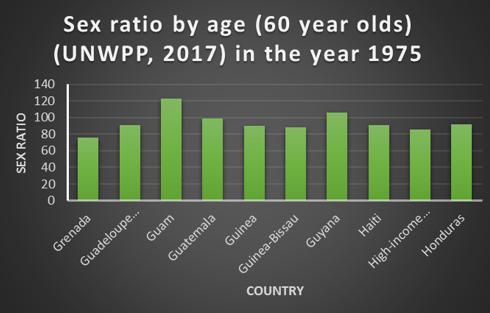 Sex ratio by age (60 year olds)
(UNWPP, 2017) in the year 1975
SEX RATIO
140
120
100
80
60
40
20
0
Grenada
Guadeloupe...
Guam
Guatemala
Guinea
Guinea-Bissau
Guyana
Haiti
High-income...
Honduras
COUNTRY